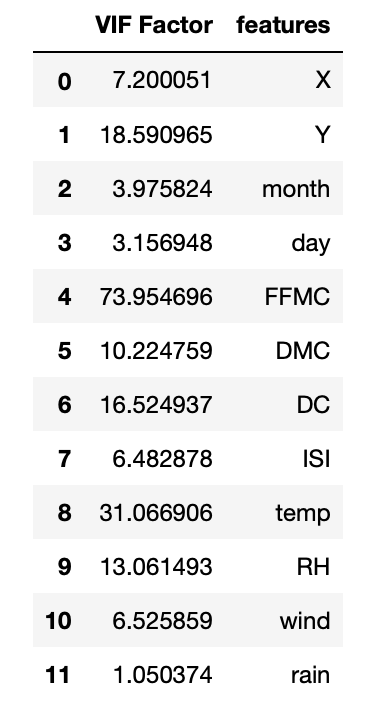 VIF Factor features
0 7.200051 X
1 18.590965 Y
2 3.975824 month
3 3.156948 day
4 73.954696 FFMC
5 10.224759 DMC
6 16.524937 DC
7 6.482878 ISI
8 31.066906 temp
9 13.061493 RH
10 6.525859 wind
11 1.050374 rain